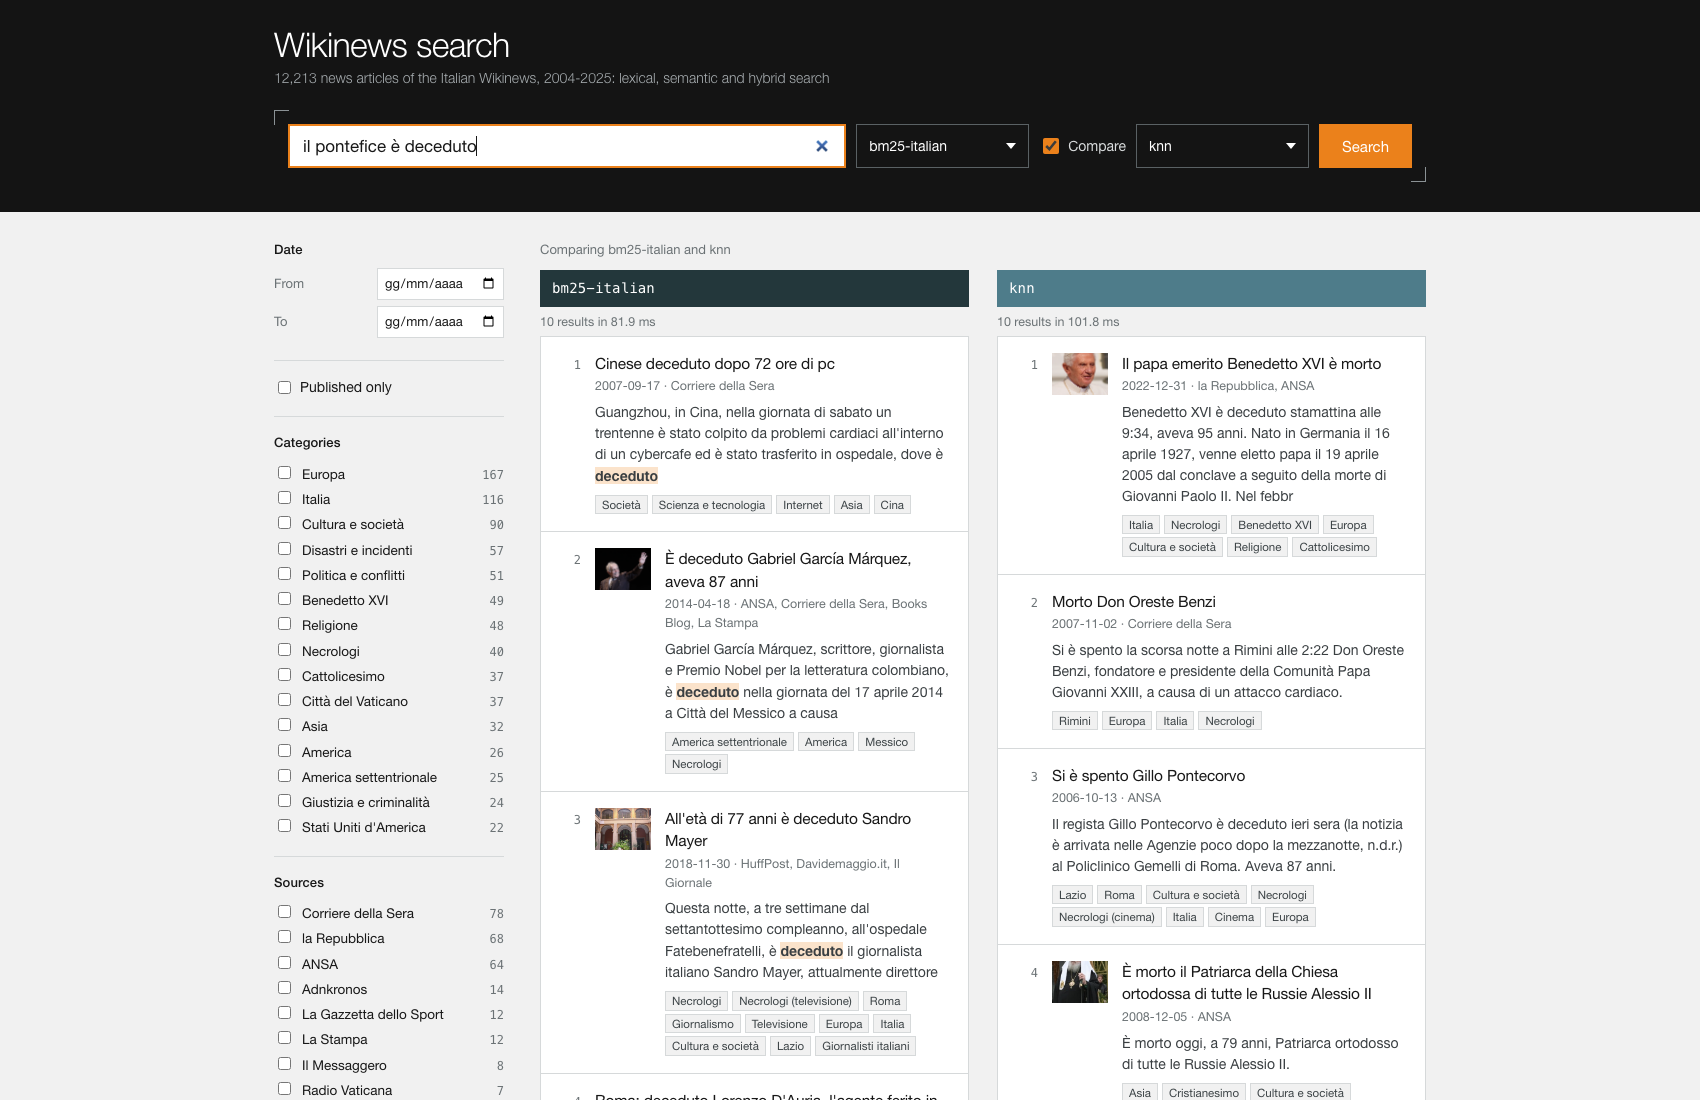 Wikinews search
12,213 news articles of the Italian Wikinews, 2004-2025: lexical, semantic and hybrid search
il pontefice è deceduto
bm25-italian
Compare
knn
Search
Date
From
gg/mm/aaaa
To
gg/mm/aaaa
Published only
Categories
Europa 167
Italia 116
Cultura e società 90
Disastri e incidenti 57
Politica e conflitti 51
Benedetto XVI 49
Religione 48
Necrologi 40
Cattolicesimo 37
Città del Vaticano 37
Asia 32
America 26
America settentrionale 25
Giustizia e criminalità 24
Stati Uniti d'America 22
Sources
Corriere della Sera 78
la Repubblica 68
ANSA 64
Adnkronos 14
La Gazzetta dello Sport 12
La Stampa 12
Il Messaggero 8
Radio Vaticana 7
Comparing bm25-italian and knn
bm25-italian
10 results in 81.9 ms
1
Cinese deceduto dopo 72 ore di pc
2007-09-17 · Corriere della Sera
Guangzhou, in Cina, nella giornata di sabato un
trentenne è stato colpito da problemi cardiaci all'interno
di un cybercafe ed è stato trasferito in ospedale, dove è
deceduto
Società Scienza e tecnologia Internet Asia Cina
2
È deceduto Gabriel García Márquez,
aveva 87 anni
2014-04-18 · ANSA, Corriere della Sera, Books
Blog, La Stampa
Gabriel García Márquez, scrittore, giornalista
e Premio Nobel per la letteratura colombiano,
è deceduto nella giornata del 17 aprile 2014
a Città del Messico a causa
America settentrionale America Messico
Necrologi
3
All'età di 77 anni è deceduto Sandro
Mayer
2018-11-30 · HuffPost, Davidemaggio.it, Il
Giornale
Questa notte, a tre settimane dal
settantottesimo compleanno, all'ospedale
Fatebenefratelli, è deceduto il giornalista
italiano Sandro Mayer, attualmente direttore
Necrologi Necrologi (televisione) Roma
Giornalismo Televisione Europa Italia
Cultura e società Lazio Giornalisti italiani
4
Roma: deceduto Lorenzo D'Auria, l'agente ferito in
knn
10 results in 101.8 ms
1
Il papa emerito Benedetto XVI è morto
2022-12-31 · la Repubblica, ANSA
Benedetto XVI è deceduto stamattina alle
9:34, aveva 95 anni. Nato in Germania il 16
aprile 1927, venne eletto papa il 19 aprile
2005 dal conclave a seguito della morte di
Giovanni Paolo II. Nel febbr
Italia Necrologi Benedetto XVI Europa
Cultura e società Religione Cattolicesimo
2
Morto Don Oreste Benzi
2007-11-02 · Corriere della Sera
Si è spento la scorsa notte a Rimini alle 2:22 Don Oreste
Benzi, fondatore e presidente della Comunità Papa
Giovanni XXIII, a causa di un attacco cardiaco.
Rimini Europa Italia Necrologi
3
Si è spento Gillo Pontecorvo
2006-10-13 · ANSA
Il regista Gillo Pontecorvo è deceduto ieri sera (la notizia
è arrivata nelle Agenzie poco dopo la mezzanotte, n.d.r.)
al Policlinico Gemelli di Roma. Aveva 87 anni.
Lazio Roma Cultura e società Necrologi
Necrologi (cinema) Italia Cinema Europa
4
È morto il Patriarca della Chiesa
ortodossa di tutte le Russie Alessio II
2008-12-05 · ANSA
È morto oggi, a 79 anni, Patriarca ortodosso
di tutte le Russie Alessio II.
Asia Cristianesimo Cultura e società